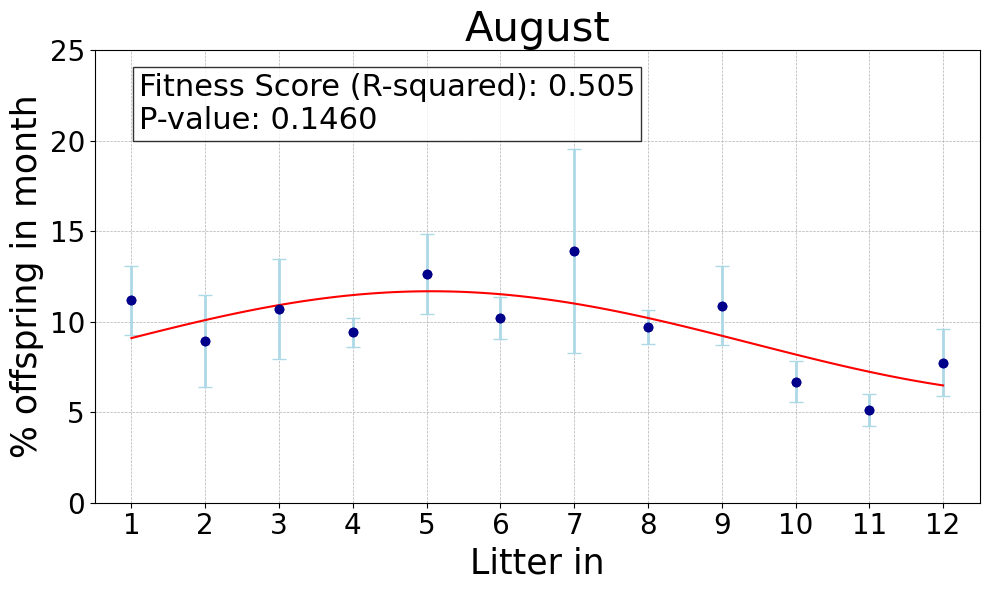 August
Fitness Score (R-squared): 0.505
P-value: 0.1460
% offspring in month
25
20
15
10
5
0
1 2 3 4 5 6 7 8 9 10 11 12
Litter in